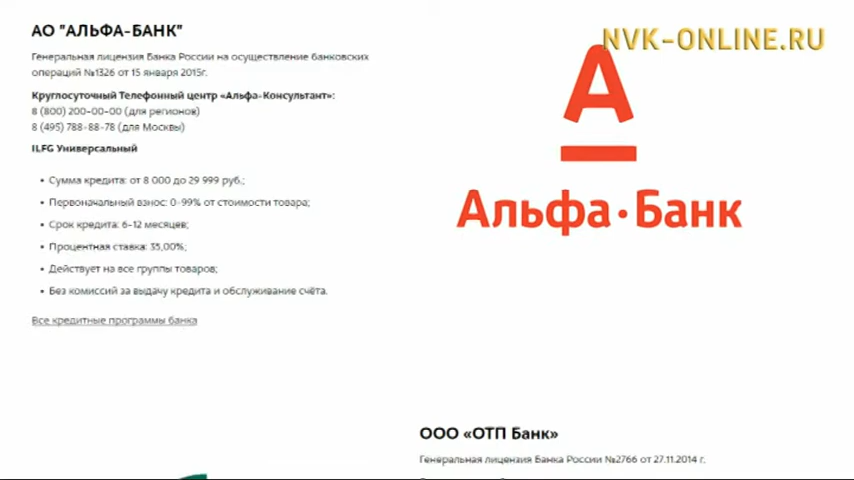 АО "АЛЬФА-БАНК"
Генеральная лицензия Банка России на осуществление банковских
операций №1326 от 15 января 2015г.
Круглосуточный Телефонный центр «Альфа-Консультант»:
8 (800) 200-00-00 (для регионов)
8 (495) 788-88-78 (для Москвы)
ILFG Универсальный
• Сумма кредита: от 8 000 до 29 999 руб.;
• Первоначальный взнос: 0-99% от стоимости товара;
• Срок кредита: 6-12 месяцев;
• Процентная ставка: 35,00%;
• Действует на все группы товаров;
• Без комиссий за выдачу кредита и обслуживание счёта.
Все кредитные программы банка
NVK-ONLINE.RU
А
Альфа·Банк
ООО «ОТП Банк»
Генеральная лицензия Банка России №2766 от 27.11.2014 г.